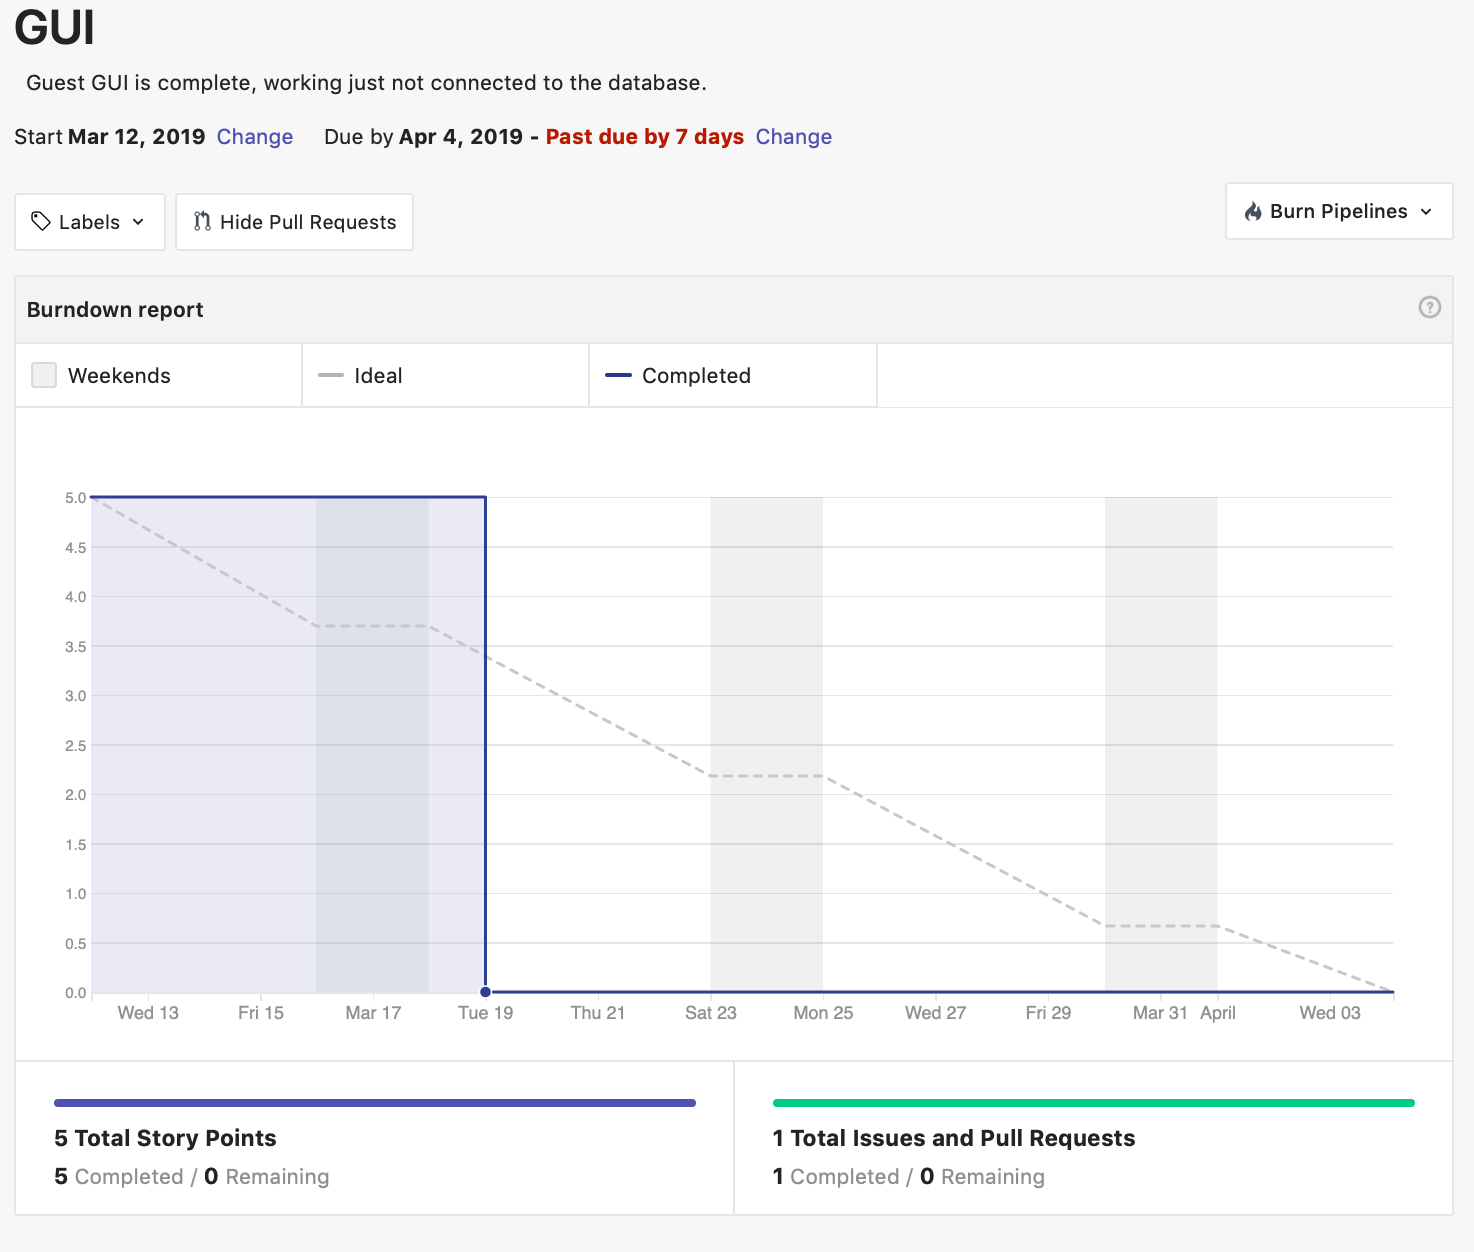 GUI
Guest GUI is complete, working just not connected to the database.
Start Mar 12, 2019 Change Due by Apr 4, 2019 - Past due by 7 days Change
Labels Hide Pull Requests Burn Pipelines
Burndown report ?
Weekends Ideal Completed
5.0
4.5
4.0
3.5
3.0
2.5
2.0
1.5
1.0
0.5
0.0
Wed 13 Fri 15 Mar 17 Tue 19 Thu 21 Sat 23 Mon 25 Wed 27 Fri 29 Mar 31 April Wed 03
5 Total Story Points
5 Completed / 0 Remaining
1 Total Issues and Pull Requests
1 Completed / 0 Remaining